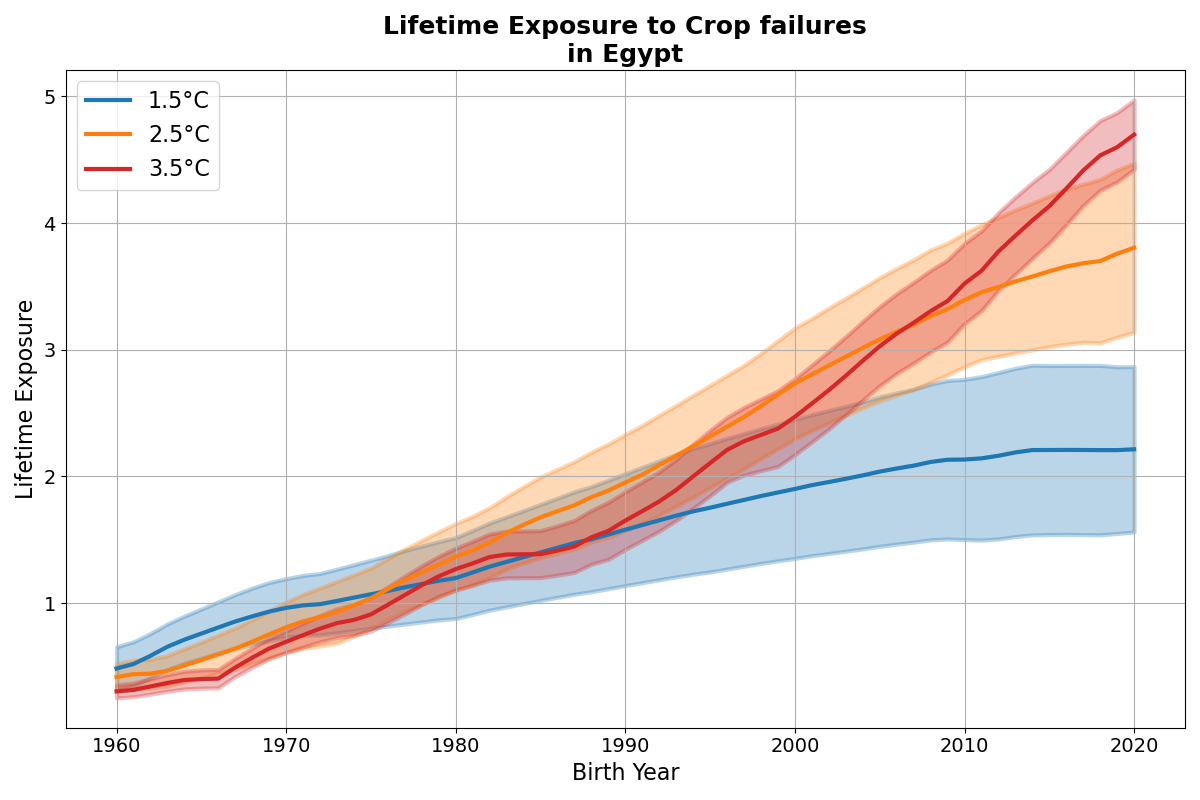 Lifetime Exposure to Crop failures
in Egypt
1.5°C
2.5°C
3.5°C
Lifetime Exposure
5
4
3
2
1
1960 1970 1980 1990 2000 2010 2020
Birth Year